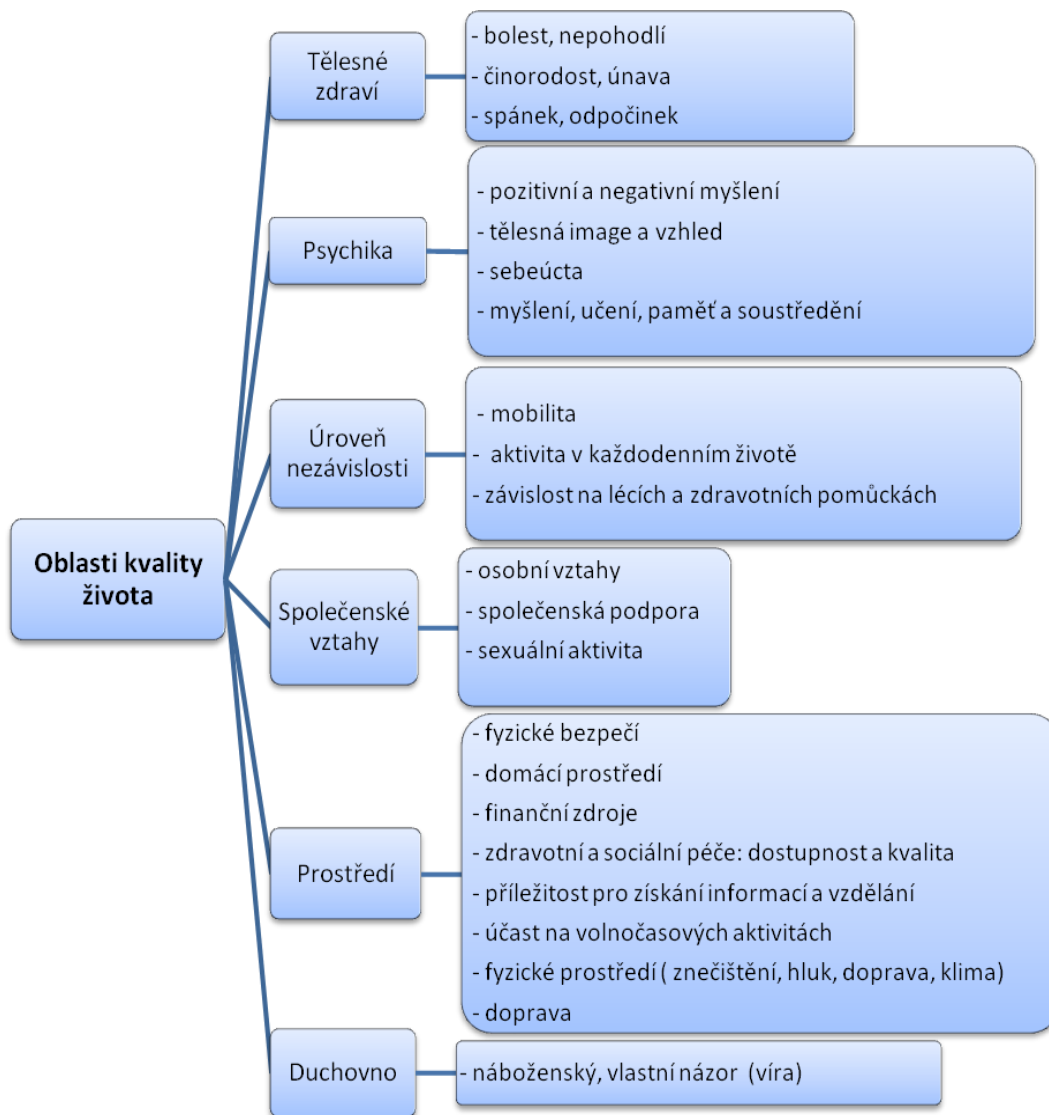 Oblasti kvality
života
Tělesné
zdraví
- bolest, nepohodlí
- činorodost, únava
- spánek, odpočinek
Psychika
- pozitivní a negativní myšlení
- tělesná image a vzhled
- sebeúcta
- myšlení, učení, paměť a soustředění
Úroveň
nezávislosti
- mobilita
- aktivita v každodenním životě
- závislost na lécích a zdravotních pomůckách
Společenské
vztahy
- osobní vztahy
- společenská podpora
- sexuální aktivita
Prostředí
- fyzické bezpečí
- domácí prostředí
- finanční zdroje
- zdravotní a sociální péče: dostupnost a kvalita
- příležitost pro získání informací a vzdělání
- účast na volnočasových aktivitách
- fyzické prostředí ( znečištění, hluk, doprava, klima)
- doprava
Duchovno
- náboženský, vlastní názor (víra)